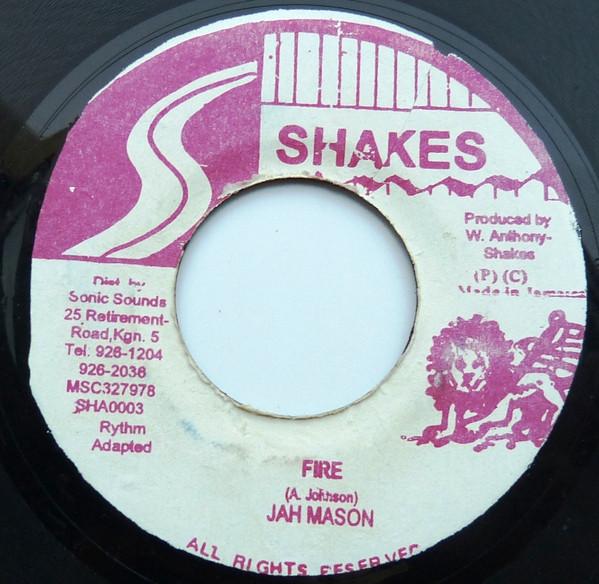 SHAKES
Produced by
W. Anthony-
Shakes
(P) (C)
Made in Jamaica
Dist by
Sonic Sounds
25 Retirement-
Road,Kgn. 5
Tel. 926-1204
926-2036
MSC327978
SHA0003
Rythm
Adapted
FIRE
(A. Johnson)
JAH MASON
ALL RIGHTS RESERVED